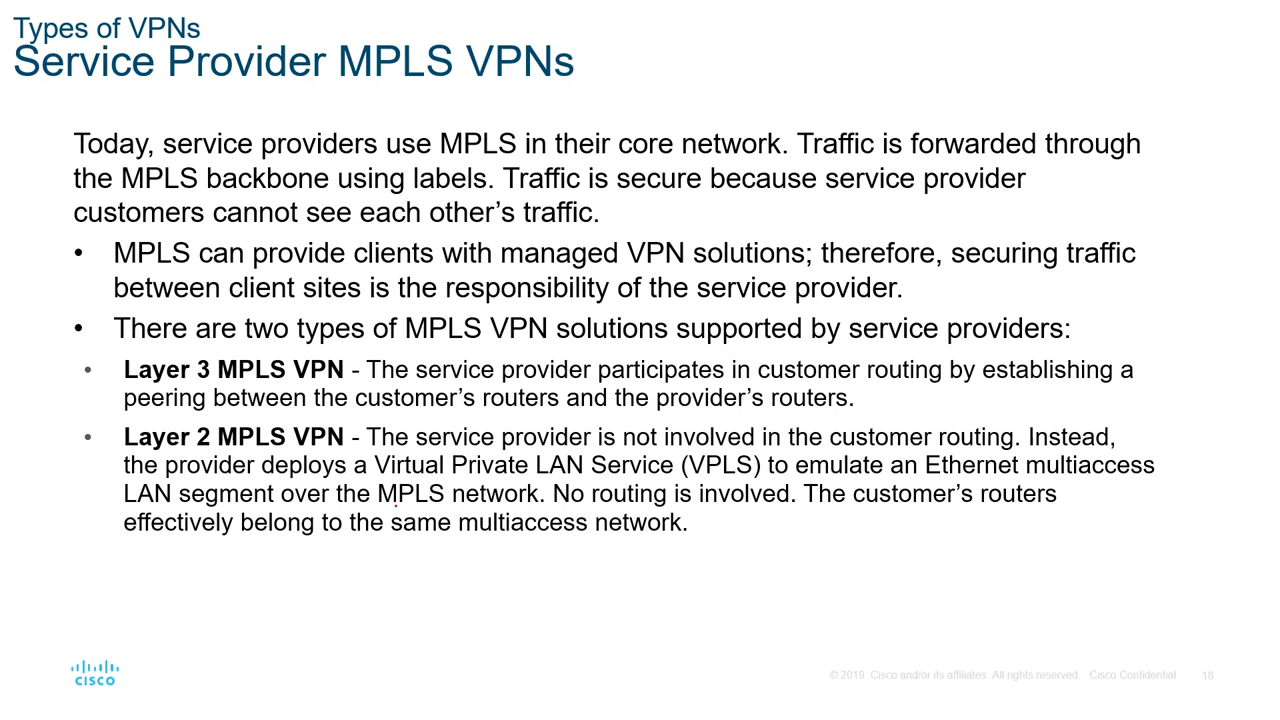 Types of VPNs
Service Provider MPLS VPNs
Today, service providers use MPLS in their core network. Traffic is forwarded through
the MPLS backbone using labels. Traffic is secure because service provider
customers cannot see each other’s traffic.
• MPLS can provide clients with managed VPN solutions; therefore, securing traffic
between client sites is the responsibility of the service provider.
• There are two types of MPLS VPN solutions supported by service providers:
• Layer 3 MPLS VPN - The service provider participates in customer routing by establishing a
peering between the customer’s routers and the provider’s routers.
• Layer 2 MPLS VPN - The service provider is not involved in the customer routing. Instead,
the provider deploys a Virtual Private LAN Service (VPLS) to emulate an Ethernet multiaccess
LAN segment over the MPLS network. No routing is involved. The customer’s routers
effectively belong to the same multiaccess network.
CISCO
© 2019 Cisco and/or its affiliates. All rights reserved. Cisco Confidential 18